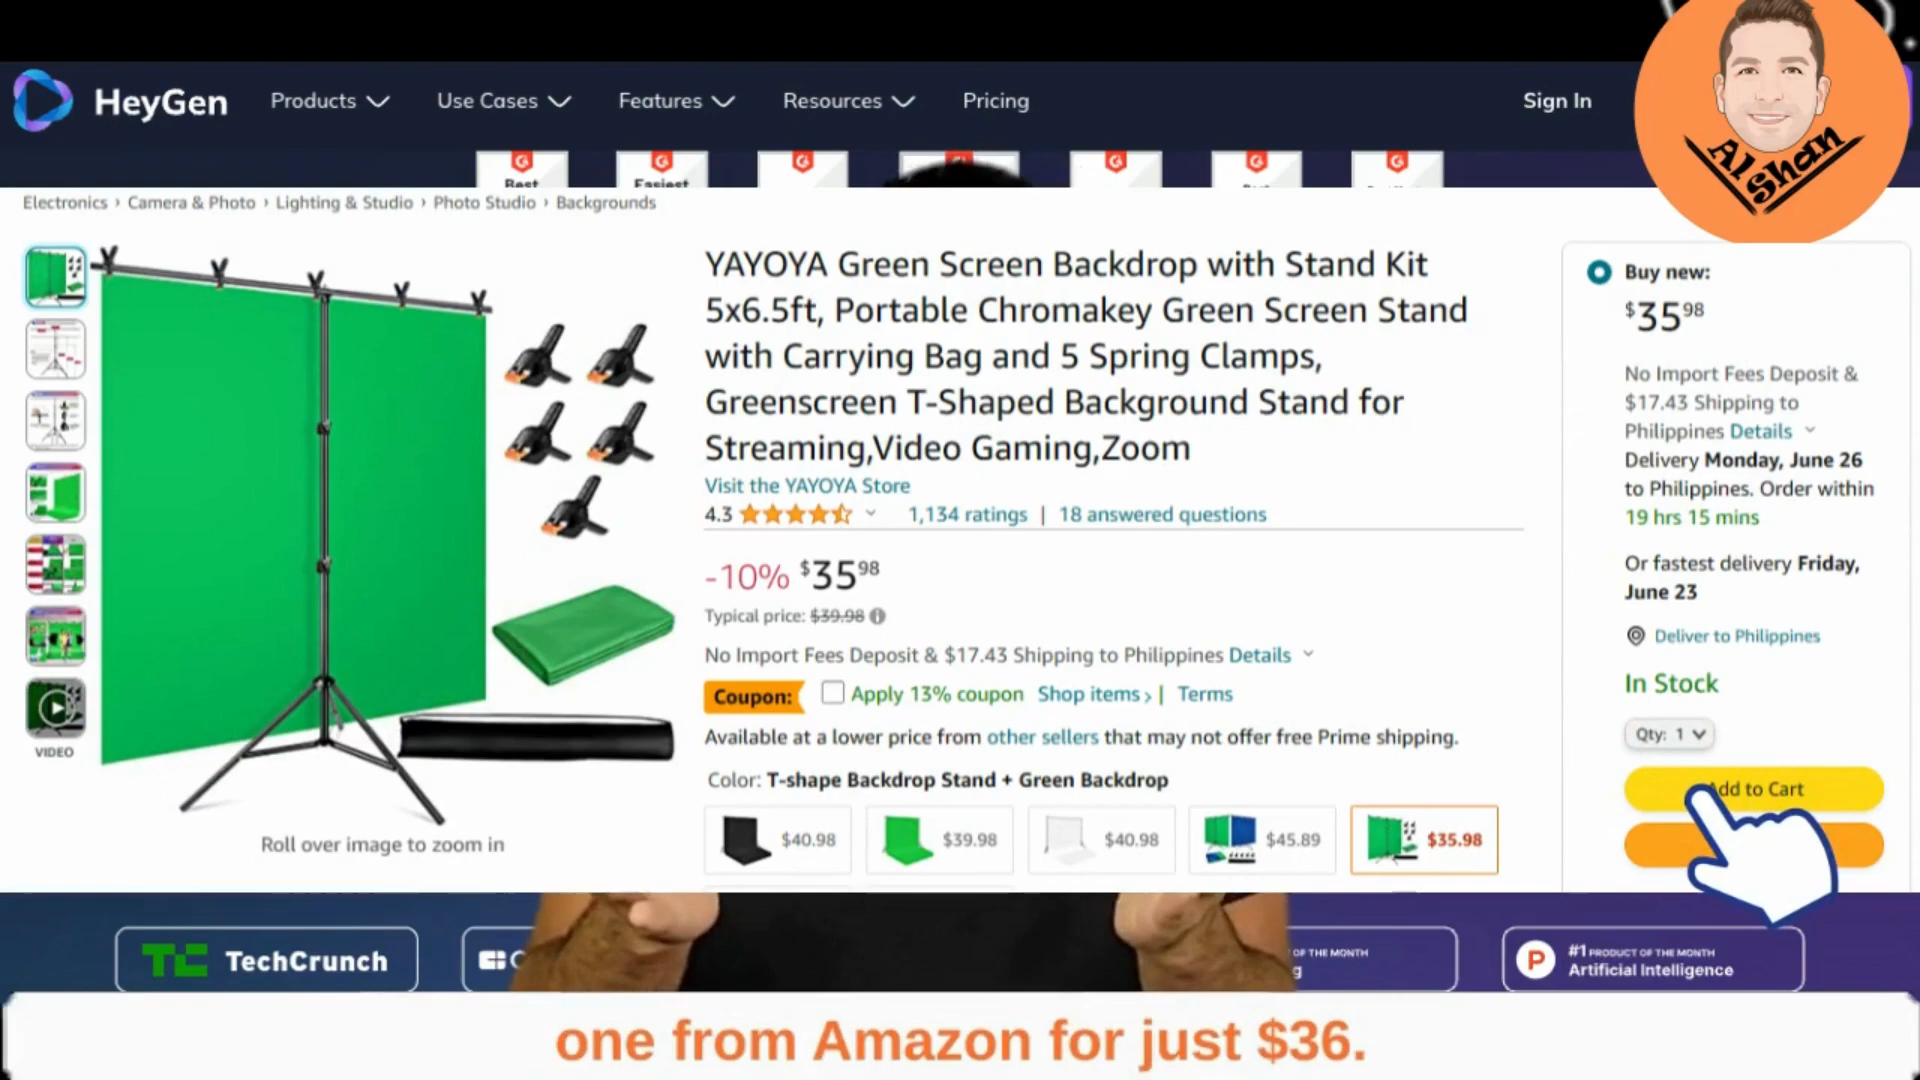 HeyGen
Products
Use Cases
Features
Resources
Pricing
Sign In
Alshan
Best
Easiest
Electronics › Camera & Photo › Lighting & Studio › Photo Studio › Backgrounds
VIDEO
Roll over image to zoom in
YAYOYA Green Screen Backdrop with Stand Kit
5x6.5ft, Portable Chromakey Green Screen Stand
with Carrying Bag and 5 Spring Clamps,
Greenscreen T-Shaped Background Stand for
Streaming,Video Gaming,Zoom
Visit the YAYOYA Store
4.3
1,134 ratings | 18 answered questions
-10% $35 98
Typical price: $39.98
No Import Fees Deposit & $17.43 Shipping to Philippines Details
Coupon: Apply 13% coupon Shop items › | Terms
Available at a lower price from other sellers that may not offer free Prime shipping.
Color: T-shape Backdrop Stand + Green Backdrop
$40.98
$39.98
$40.98
$45.89
$35.98
Buy new:
$35 98
No Import Fees Deposit &
$17.43 Shipping to
Philippines Details
Delivery Monday, June 26
to Philippines. Order within
19 hrs 15 mins
Or fastest delivery Friday,
June 23
Deliver to Philippines
In Stock
Qty: 1
Add to Cart
TechCrunch
OF THE MONTH
g
#1 PRODUCT OF THE MONTH
Artificial Intelligence
one from Amazon for just $36.